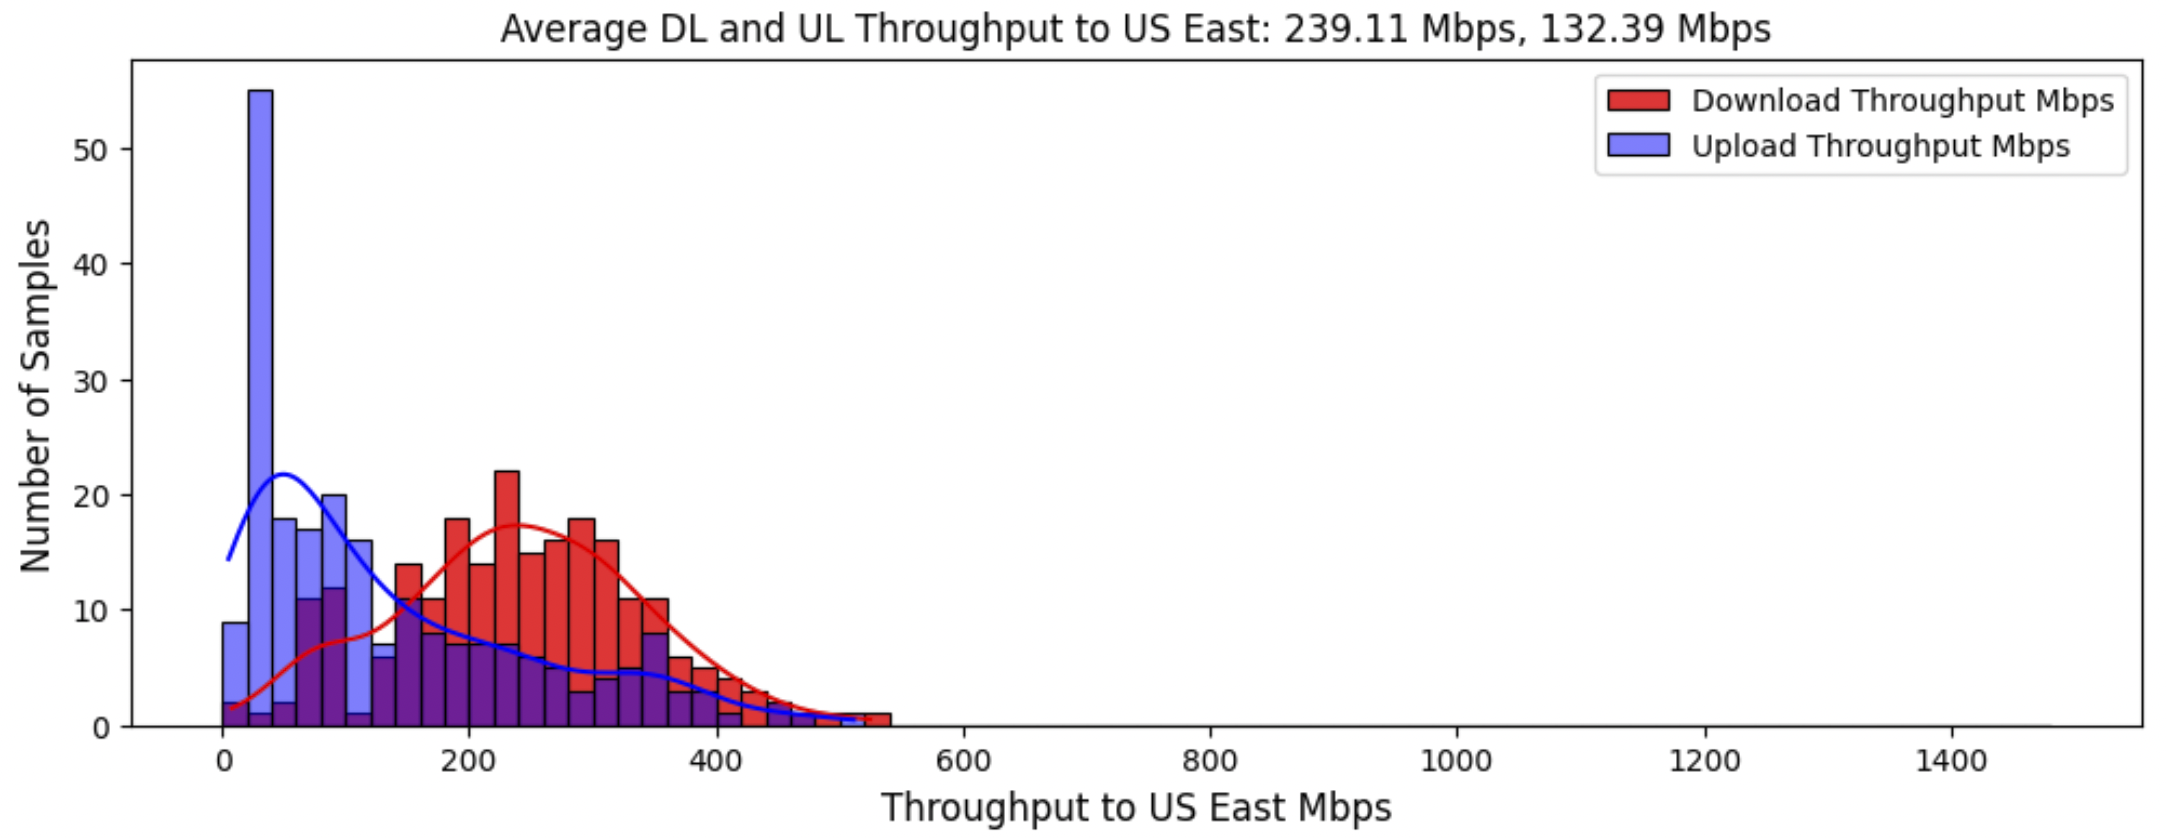 Average DL and UL Throughput to US East: 239.11 Mbps, 132.39 Mbps
Download Throughput Mbps
Upload Throughput Mbps
Number of Samples
50
40
30
20
10
0
0 200 400 600 800 1000 1200 1400
Throughput to US East Mbps